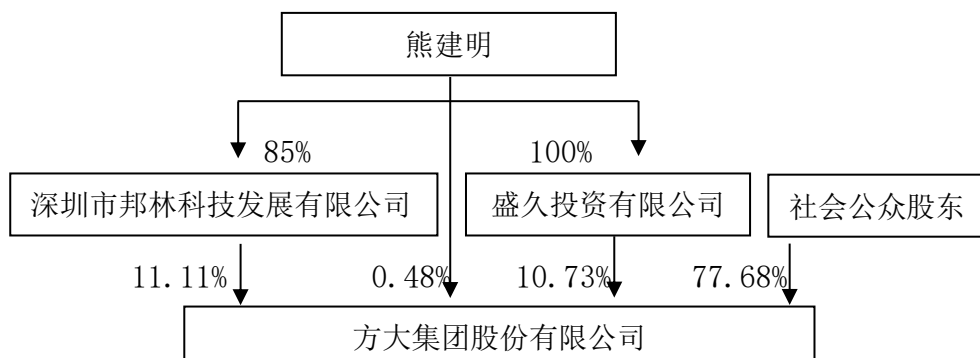 熊建明
85%
100%
深圳市邦林科技发展有限公司
盛久投资有限公司
社会公众股东
11.11%
0.48%
10.73%
77.68%
方大集团股份有限公司